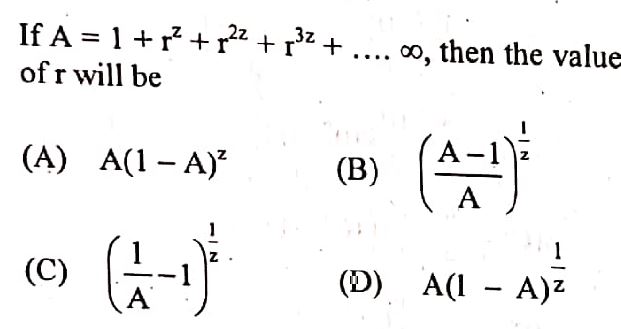 If A = 1 + r^z + r^2z + r^3z + .... ∞, then the value
of r will be
(A) A(1 – A)^z (B) ((A – 1)/A)^(1/z)
(C) (1/A – 1)^(1/z) (D) A(1 – A)^(1/z)